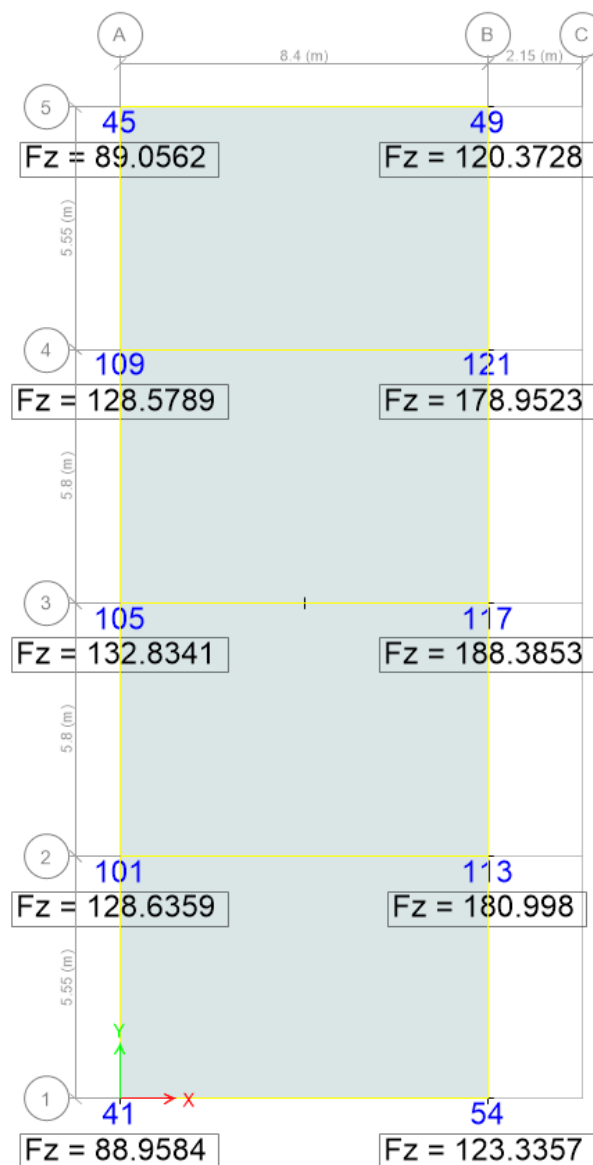 A B C
8.4 (m) 2.15 (m)
5
45 49
Fz = 89.0562 Fz = 120.3728
5.55 (m)
4
109 121
Fz = 128.5789 Fz = 178.9523
5.8 (m)
3
105 117
Fz = 132.8341 Fz = 188.3853
5.8 (m)
2
101 113
Fz = 128.6359 Fz = 180.998
5.55 (m)
Y
1 X
41 54
Fz = 88.9584 Fz = 123.3357